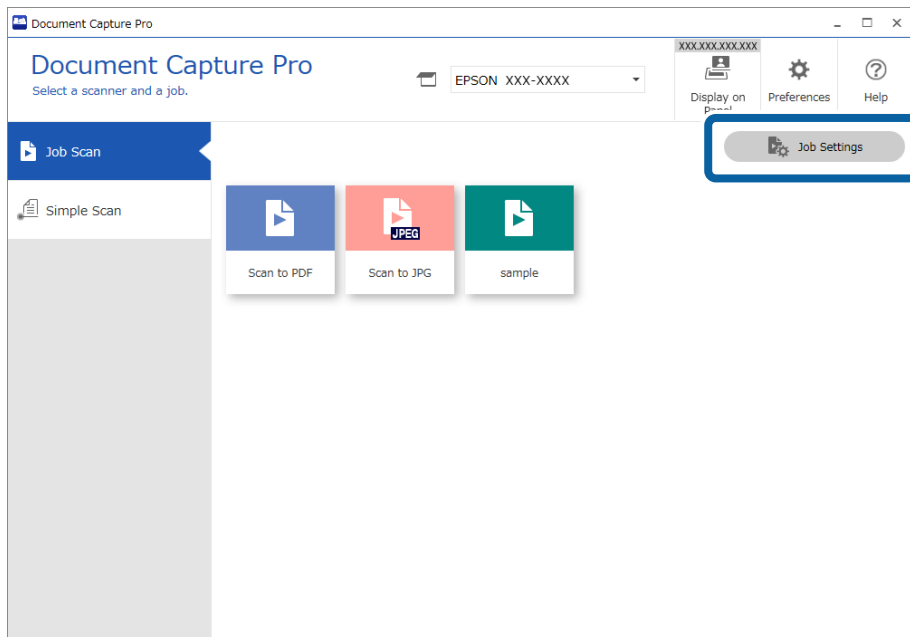 Document Capture Pro
Document Capture Pro
Select a scanner and a job.
EPSON XXX-XXXX
XXX.XXX.XXX.XXX
Display on
Panel
Preferences
Help
Job Scan
Job Settings
Simple Scan
JPEG
Scan to PDF
Scan to JPG
sample